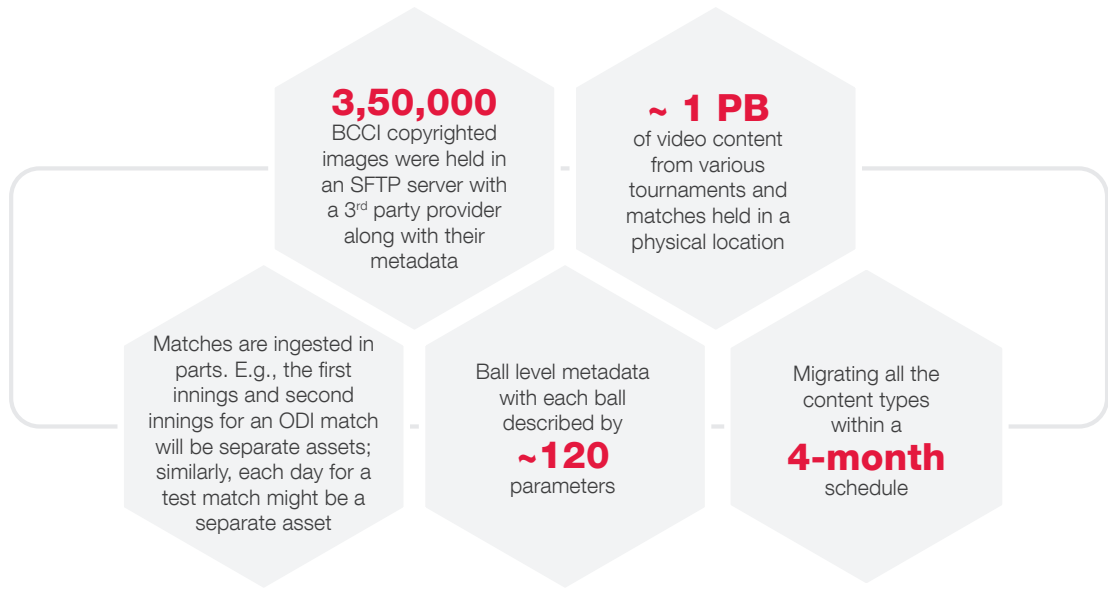 3,50,000
BCCI copyrighted
images were held in
an SFTP server with
a 3rd party provider
along with their
metadata
~ 1 PB
of video content
from various
tournaments and
matches held in a
physical location
Matches are ingested in
parts. E.g., the first
innings and second
innings for an ODI match
will be separate assets;
similarly, each day for a
test match might be a
separate asset
Ball level metadata
with each ball
described by
~120
parameters
Migrating all the
content types
within a
4-month
schedule